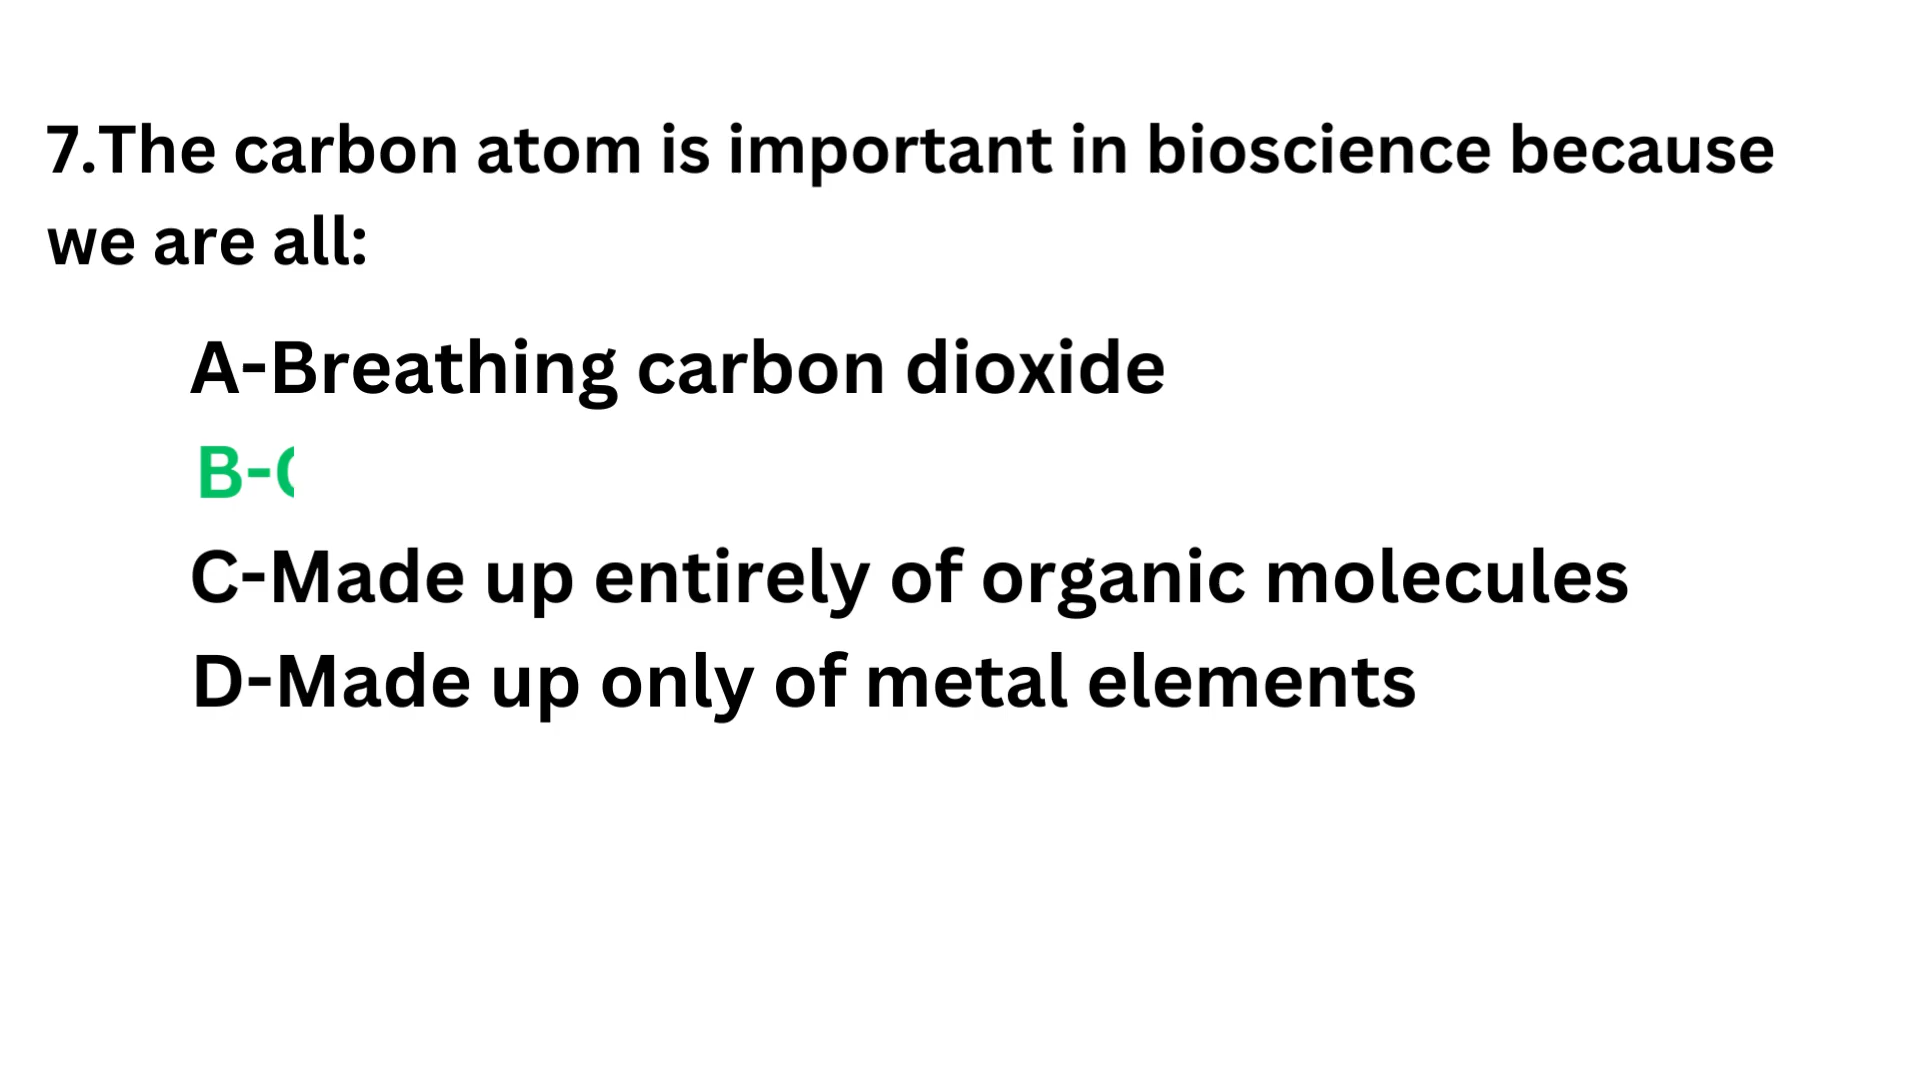 7.The carbon atom is important in bioscience because
we are all:
A-Breathing carbon dioxide
B-
C-Made up entirely of organic molecules
D-Made up only of metal elements